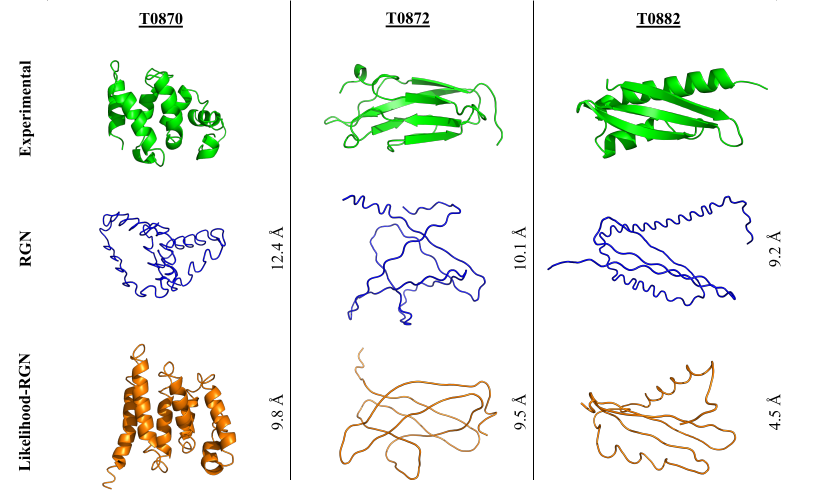 T0870
T0872
T0882
Experimental
RGN
12.4 Å
10.1 Å
9.2 Å
Likelihood-RGN
9.8 Å
9.5 Å
4.5 Å